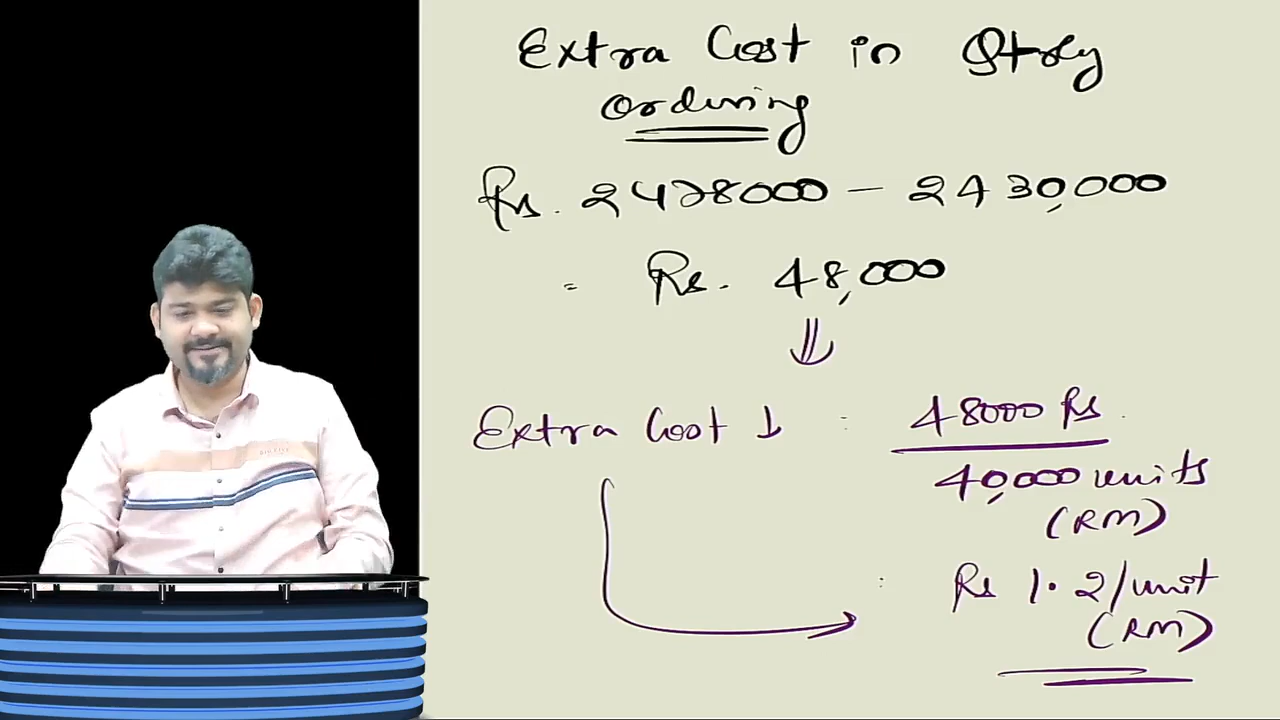 Extra Cost in Qtrly
ordering
Rs. 2478000 - 2430,000
= Rs. 48,000
Extra Cost ↓ : 48000 Rs.
40,000 units
(RM)
: Rs 1.2/unit
(RM)